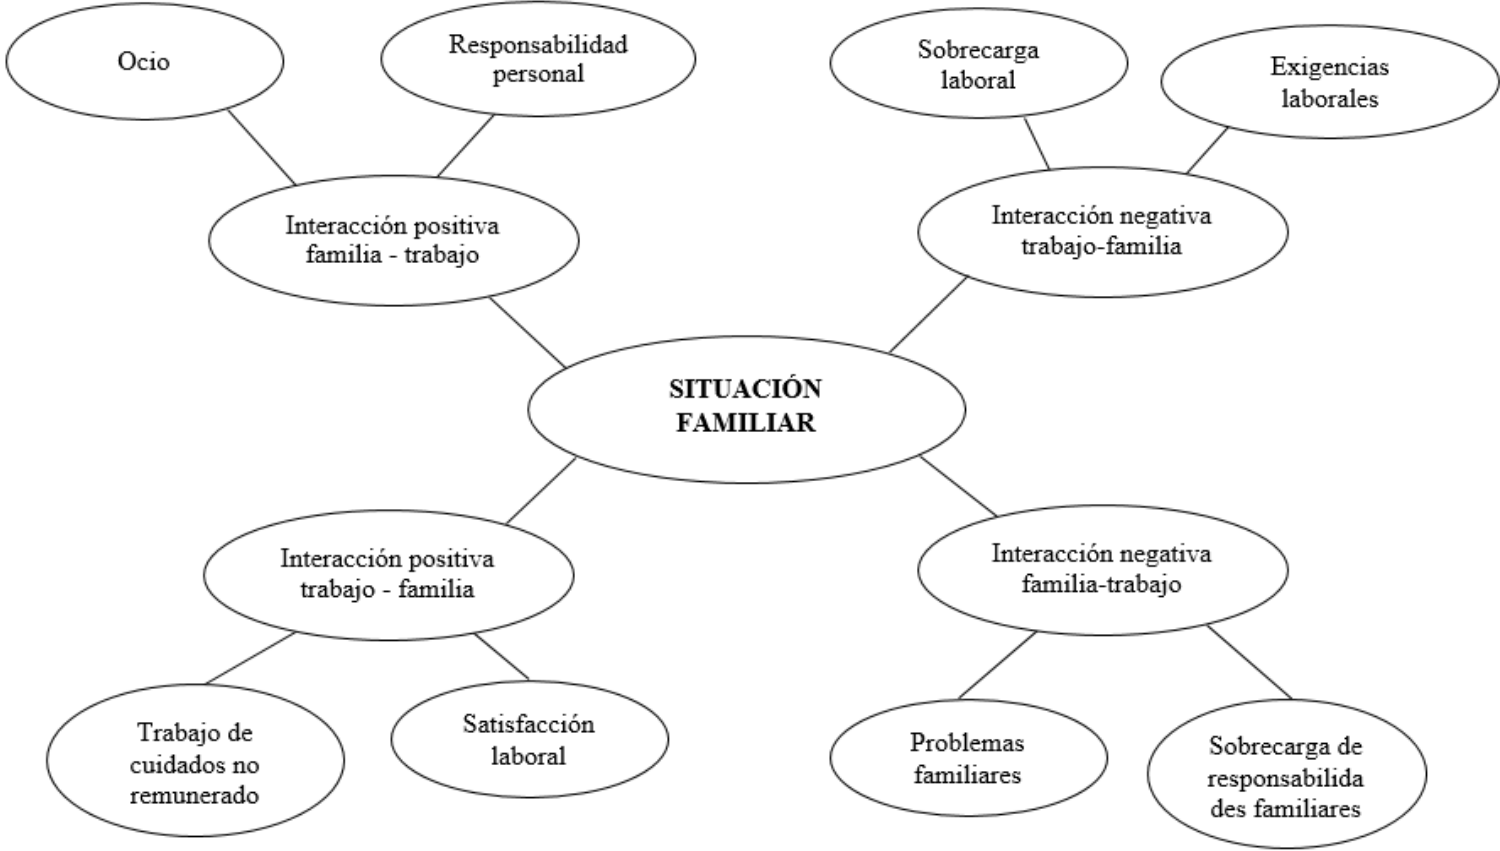 Ocio
Responsabilidad
personal
Sobrecarga
laboral
Exigencias
laborales
Interacción positiva
familia - trabajo
Interacción negativa
trabajo-familia
SITUACIÓN
FAMILIAR
Interacción positiva
trabajo - familia
Interacción negativa
familia-trabajo
Trabajo de
cuidados no
remunerado
Satisfacción
laboral
Problemas
familiares
Sobrecarga de
responsabilida
des familiares